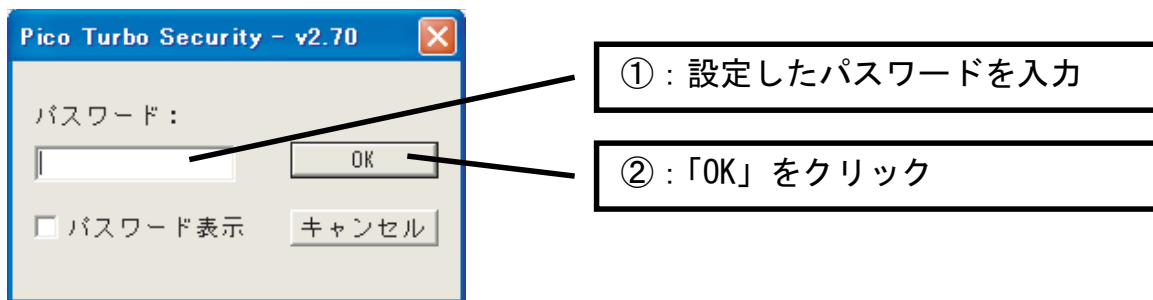 Pico Turbo Security - v2.70
①：設定したパスワードを入力
パスワード：
OK
②：「OK」をクリック
パスワード表示
キャンセル